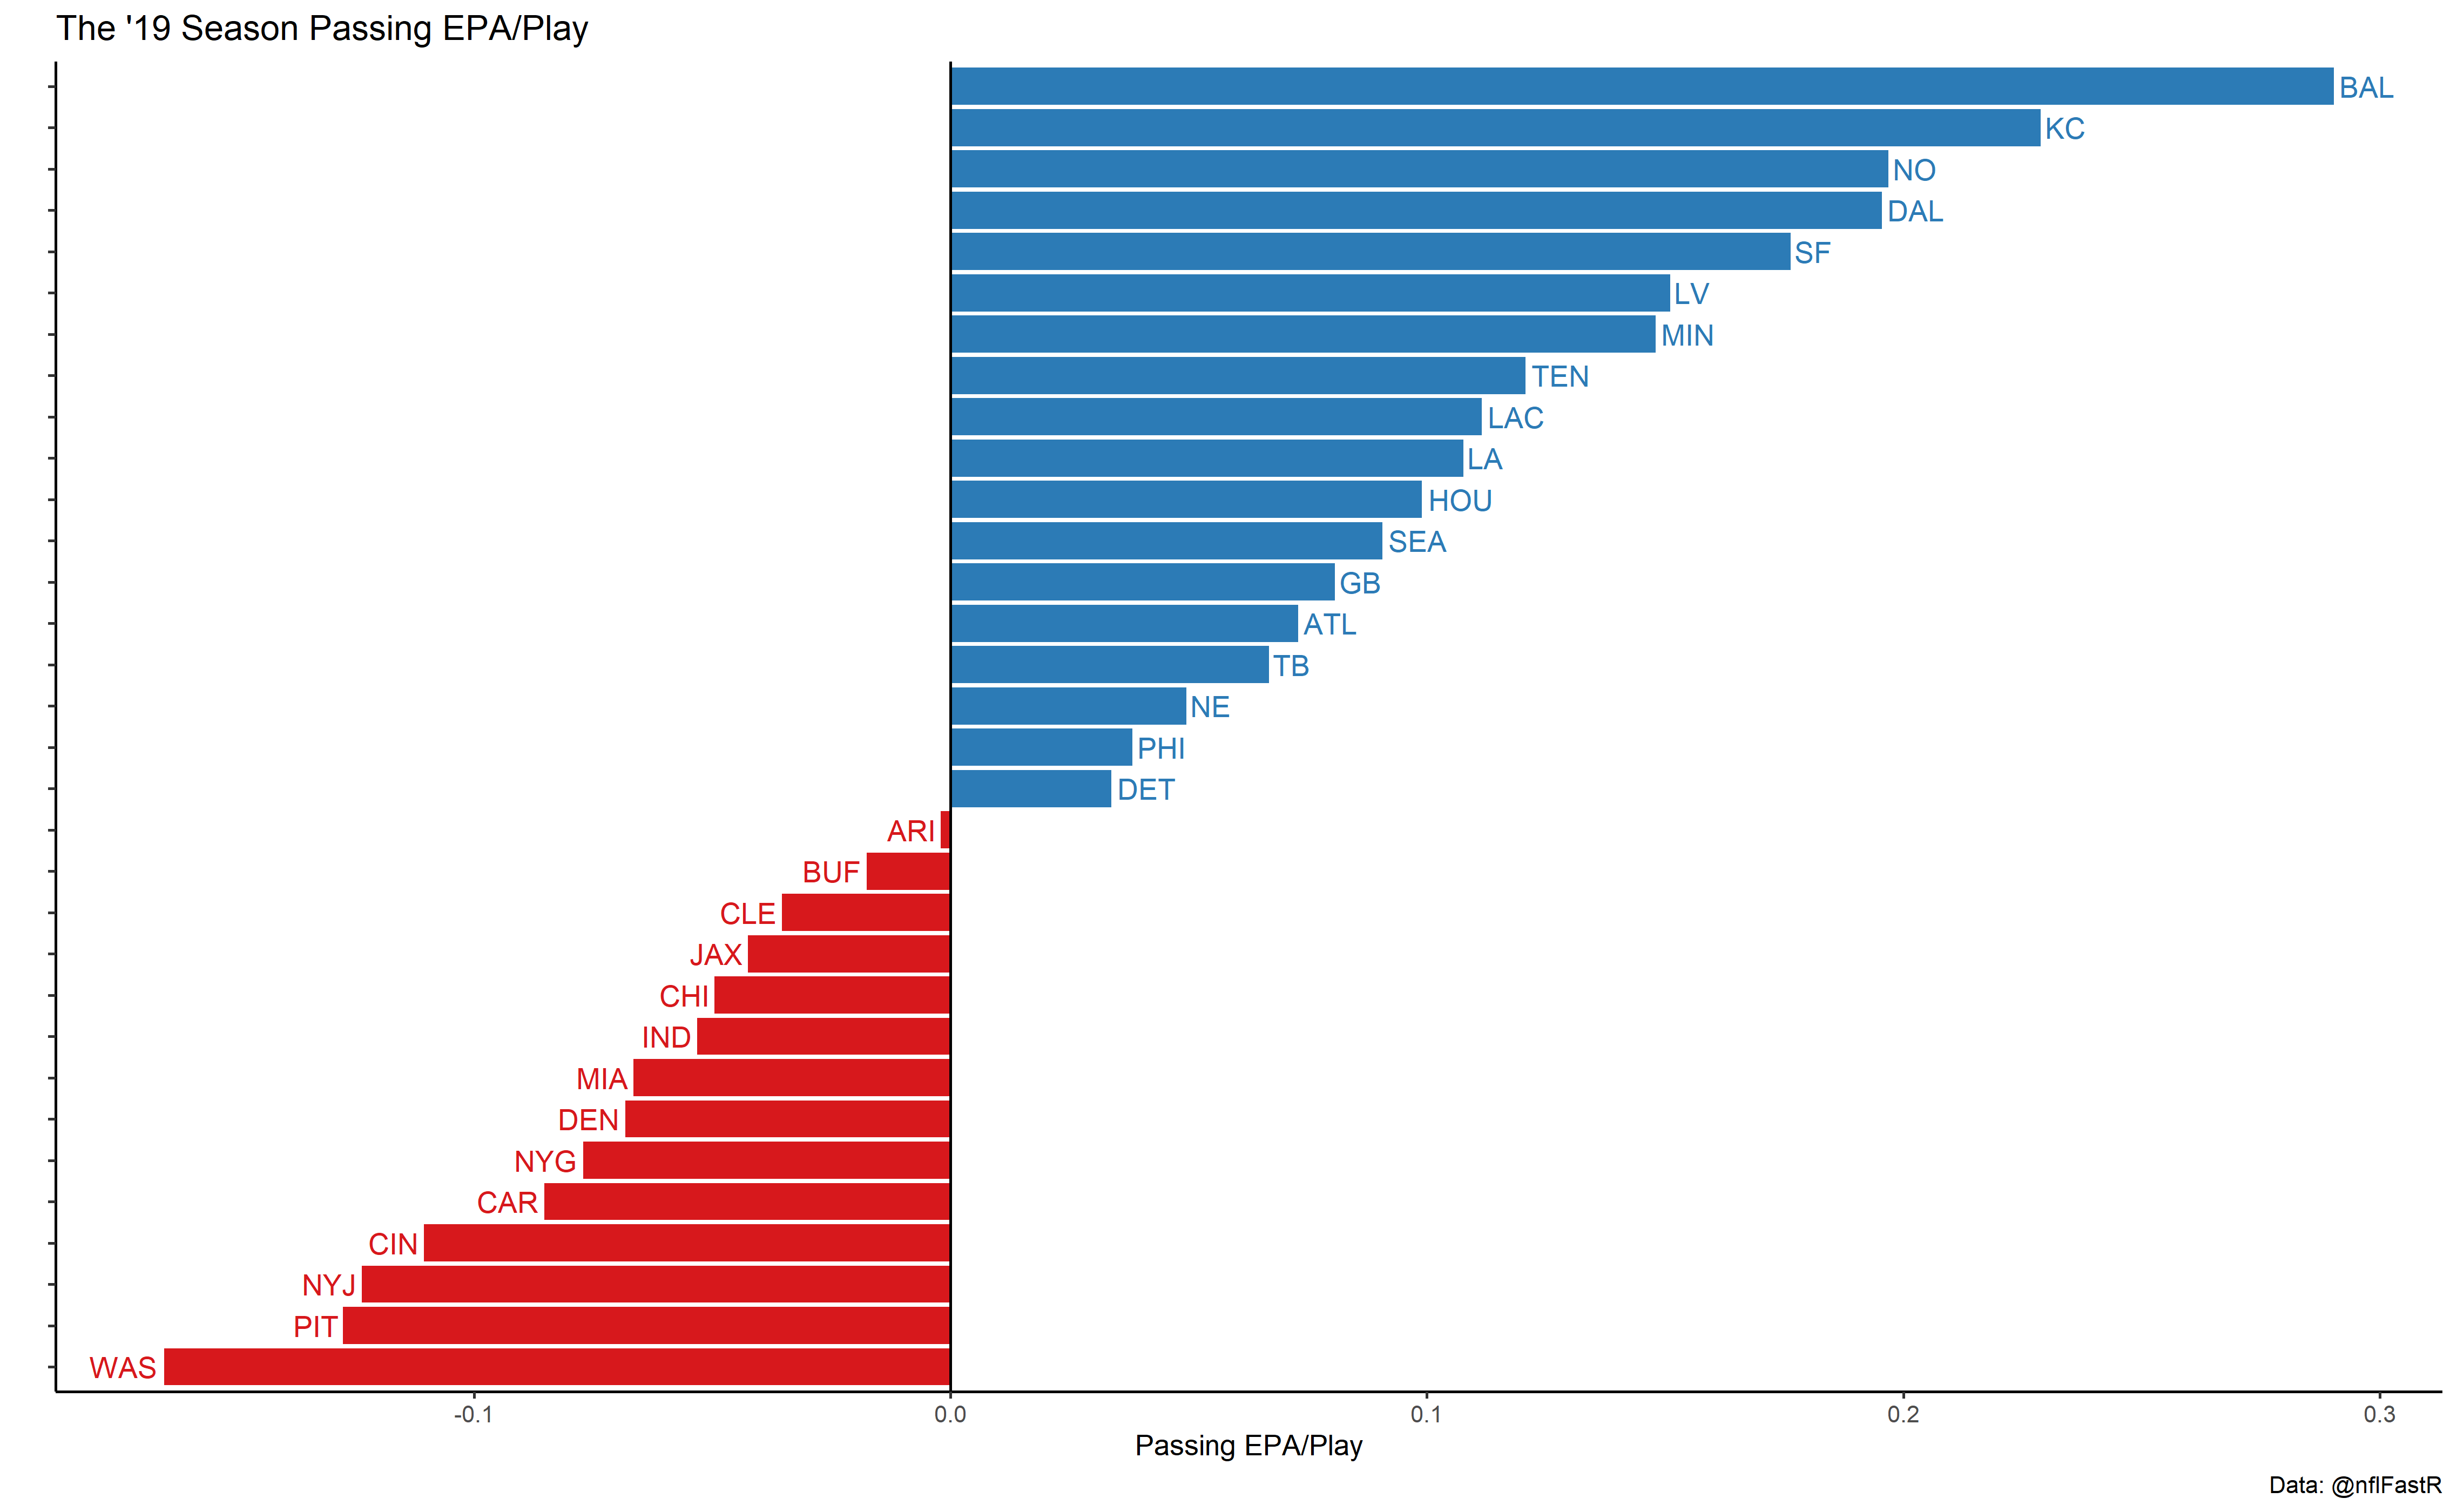 The '19 Season Passing EPA/Play
BAL
KC
NO
DAL
SF
LV
MIN
TEN
LAC
LA
HOU
SEA
GB
ATL
TB
NE
PHI
DET
ARI
BUF
CLE
JAX
CHI
IND
MIA
DEN
NYG
CAR
CIN
NYJ
PIT
WAS
-0.1 0.0 0.1 0.2 0.3
Passing EPA/Play
Data: @nflFastR